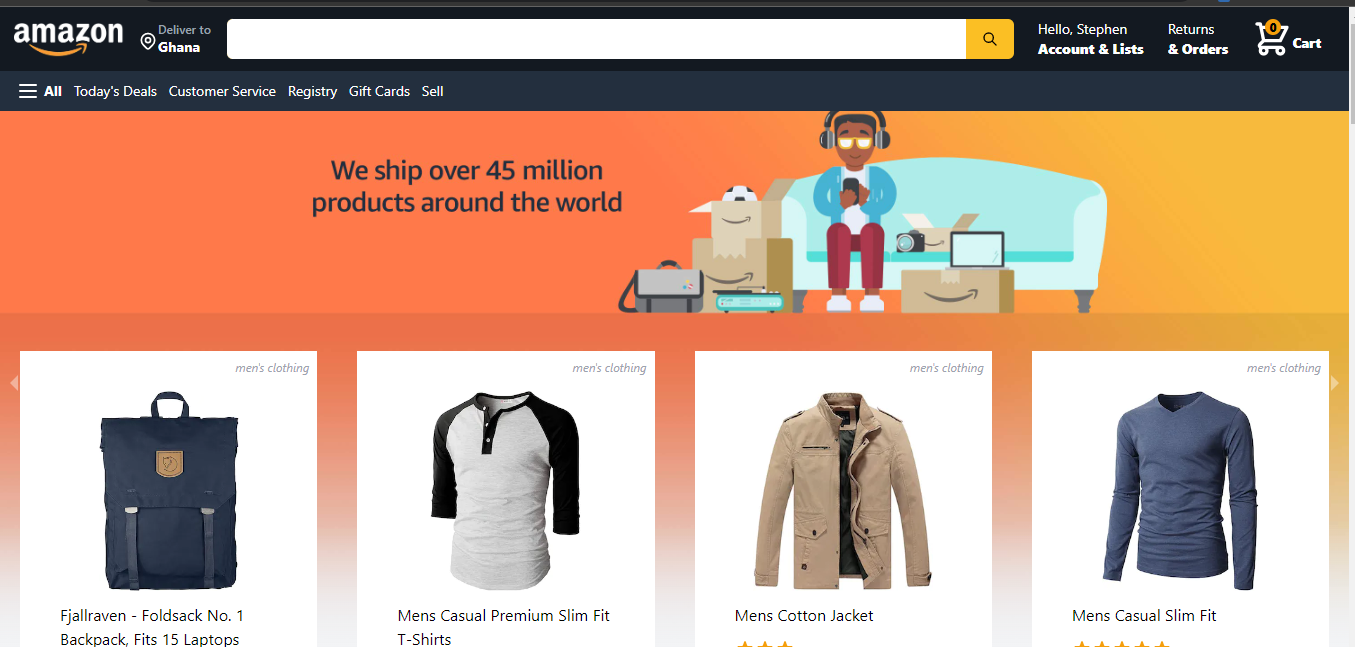 amazon
Deliver to
Ghana
Hello, Stephen
Account & Lists
Returns
& Orders
0
Cart
All
Today's Deals
Customer Service
Registry
Gift Cards
Sell
We ship over 45 million
products around the world
men's clothing
men's clothing
men's clothing
men's clothing
Fjallraven - Foldsack No. 1
Backpack, Fits 15 Laptops
Mens Casual Premium Slim Fit
T-Shirts
Mens Cotton Jacket
Mens Casual Slim Fit